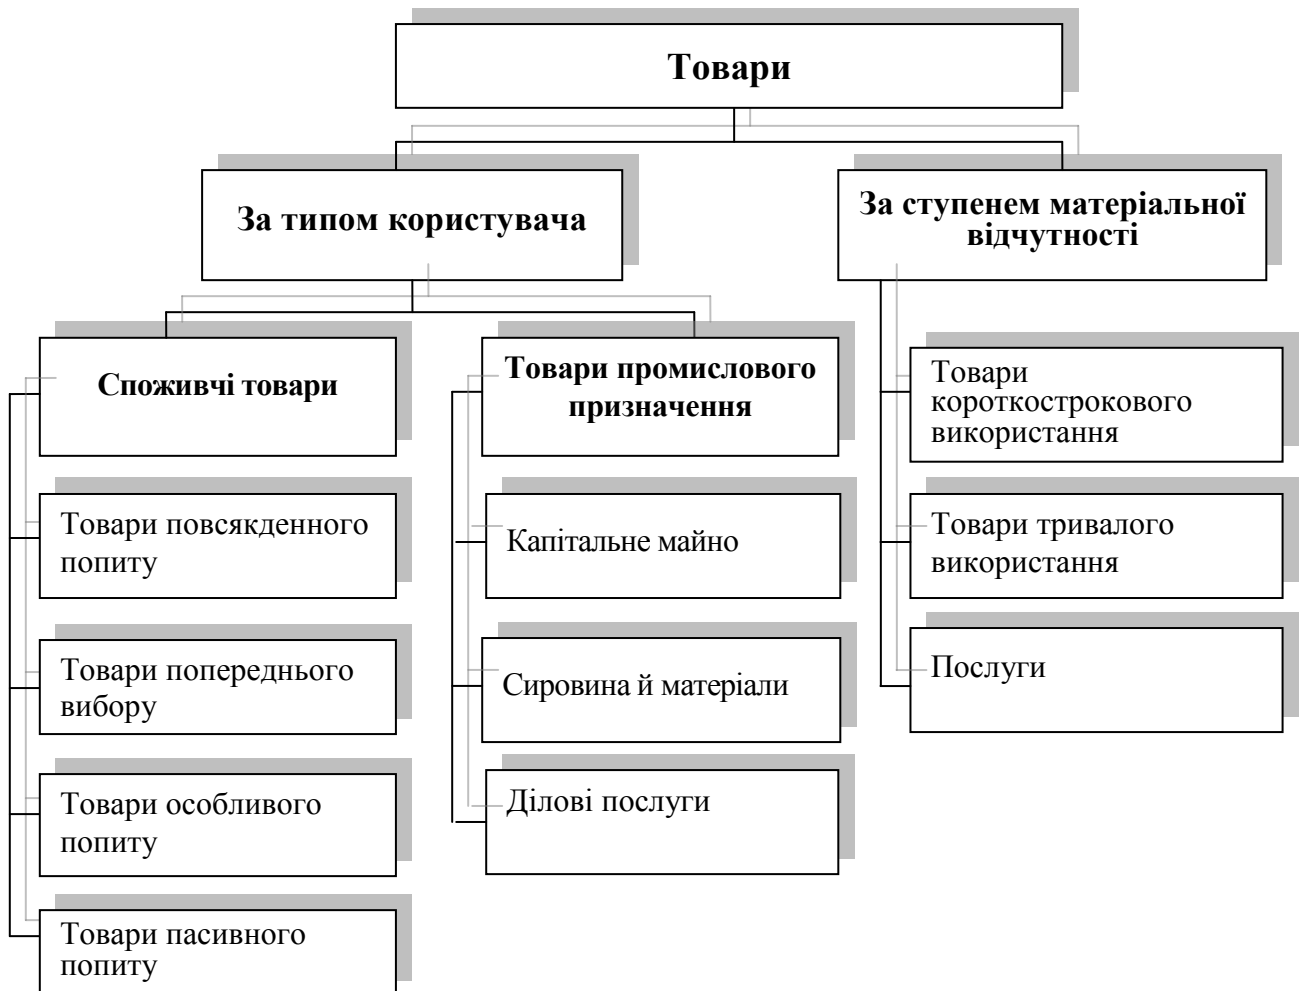 Товари
За типом користувача
За ступенем матеріальної
відчутності
Споживчі товари
Товари повсякденного
попиту
Товари попереднього
вибору
Товари особливого
попиту
Товари пасивного
попиту
Товари промислового
призначення
Капітальне майно
Сировина й матеріали
Ділові послуги
Товари
короткострокового
використання
Товари тривалого
використання
Послуги